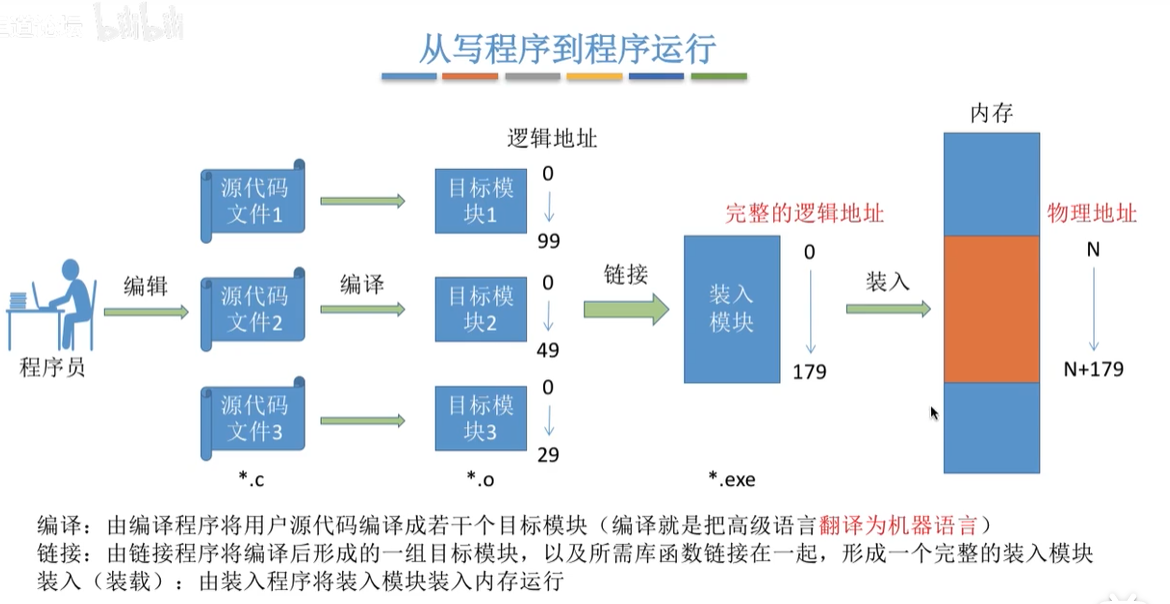 bilibili
从写程序到程序运行
内存
逻辑地址
源代码
文件1
目标模
块1
0
99
完整的逻辑地址
物理地址
程序员
编辑
源代码
文件2
编译
目标模
块2
0
49
链接
装入
模块
0
179
装入
N
N+179
源代码
文件3
目标模
块3
0
29
*.c
*.o
*.exe
编译：由编译程序将用户源代码编译成若干个目标模块（编译就是把高级语言翻译为机器语言）
链接：由链接程序将编译后形成的一组目标模块，以及所需库函数链接在一起，形成一个完整的装入模块
装入（装载）：由装入程序将装入模块装入内存运行